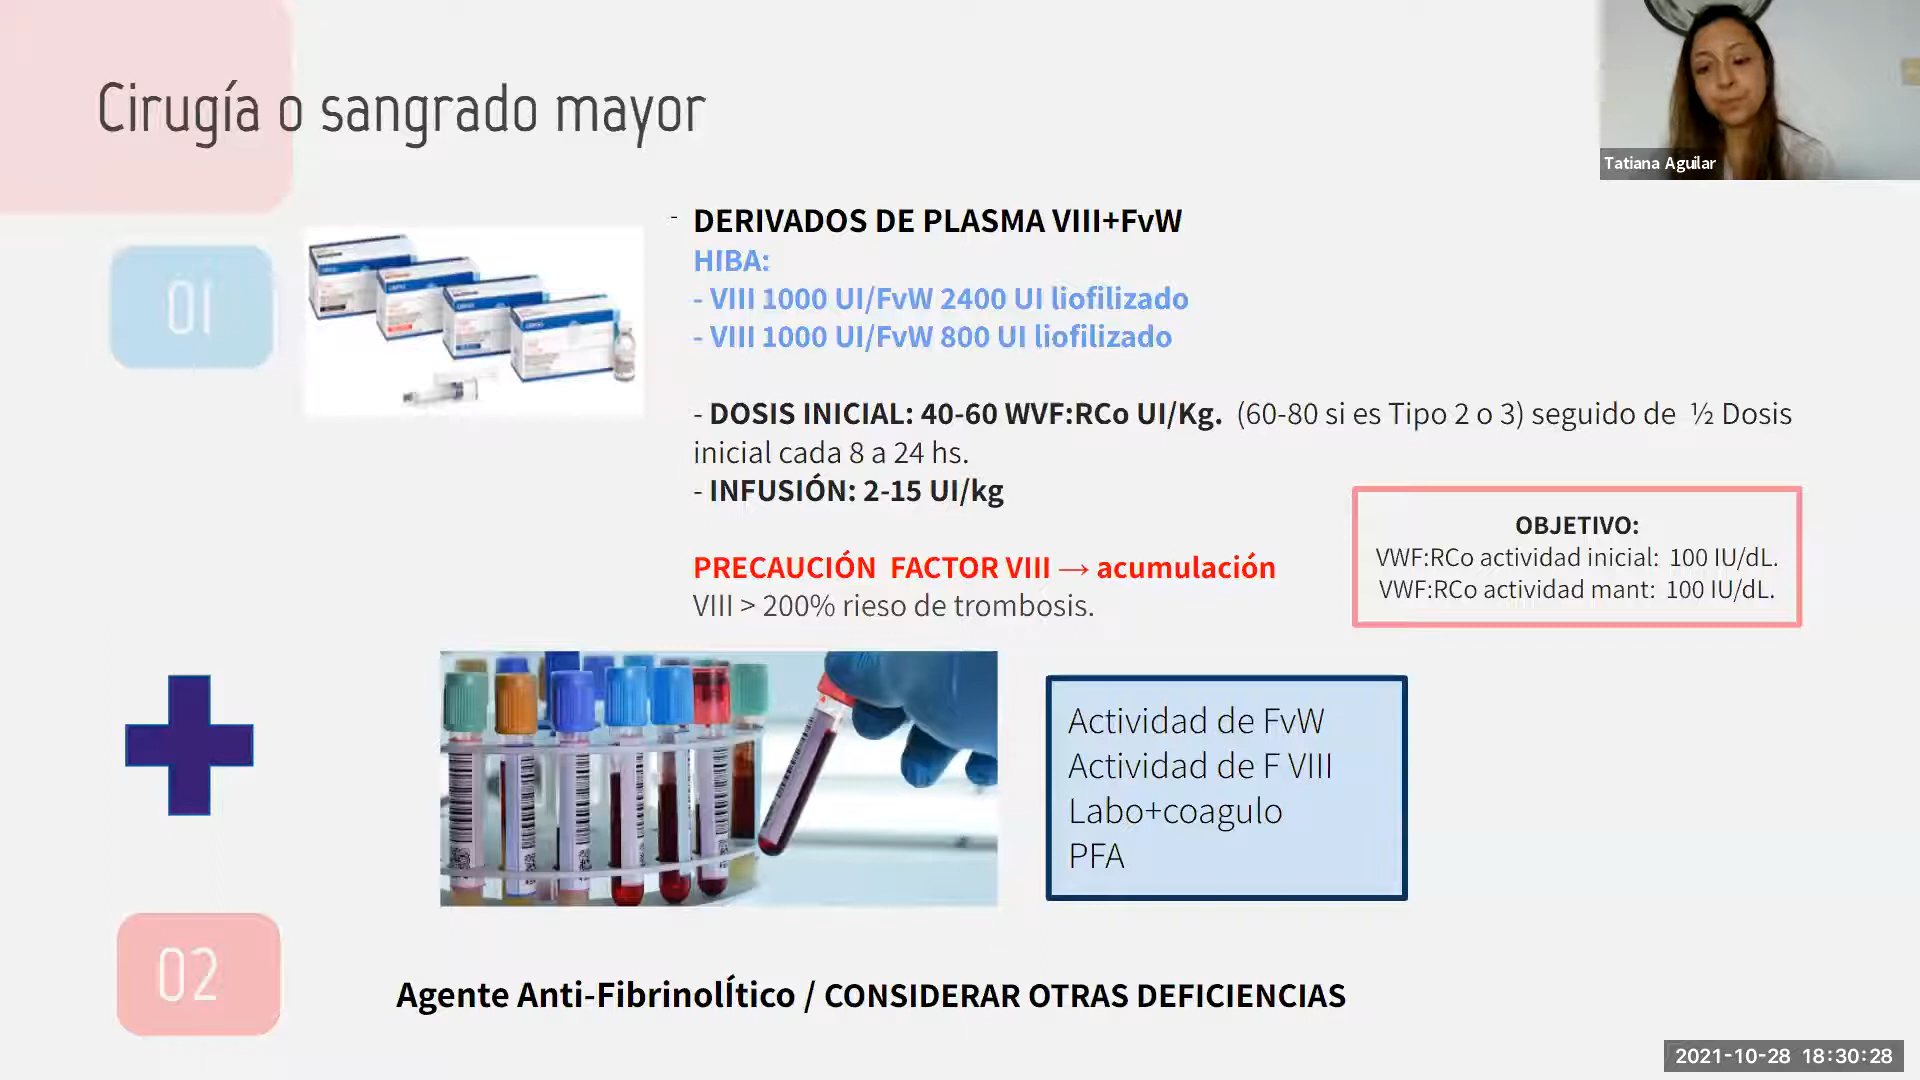 Cirugía o sangrado mayor
Tatiana Aguilar
01
- DERIVADOS DE PLASMA VIII+FvW
HIBA:
- VIII 1000 UI/FvW 2400 UI liofilizado
- VIII 1000 UI/FvW 800 UI liofilizado
- DOSIS INICIAL: 40-60 WVF:RCo UI/Kg. (60-80 si es Tipo 2 o 3) seguido de ½ Dosis
inicial cada 8 a 24 hs.
- INFUSIÓN: 2-15 UI/kg
OBJETIVO:
VWF:RCo actividad inicial: 100 IU/dL.
VWF:RCo actividad mant: 100 IU/dL.
PRECAUCIÓN FACTOR VIII → acumulación
VIII > 200% rieso de trombosis.
Actividad de FvW
Actividad de F VIII
Labo+coagulo
PFA
02
Agente Anti-FibrinolÍtico / CONSIDERAR OTRAS DEFICIENCIAS
2021-10-28 18:30:28